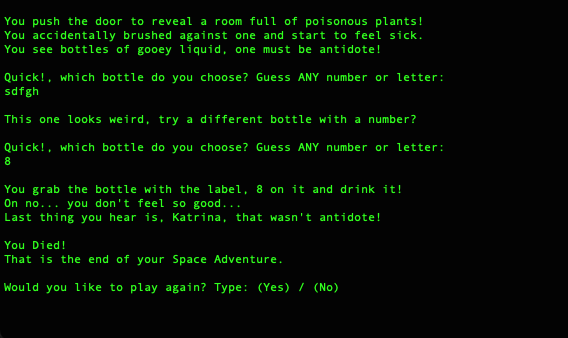 You push the door to reveal a room full of poisonous plants!
You accidentally brushed against one and start to feel sick.
You see bottles of gooey liquid, one must be antidote!
Quick!, which bottle do you choose? Guess ANY number or letter:
sdfgh
This one looks weird, try a different bottle with a number?
Quick!, which bottle do you choose? Guess ANY number or letter:
8
You grab the bottle with the label, 8 on it and drink it!
On no... you don't feel so good...
Last thing you hear is, Katrina, that wasn't antidote!
You Died!
That is the end of your Space Adventure.
Would you like to play again? Type: (Yes) / (No)